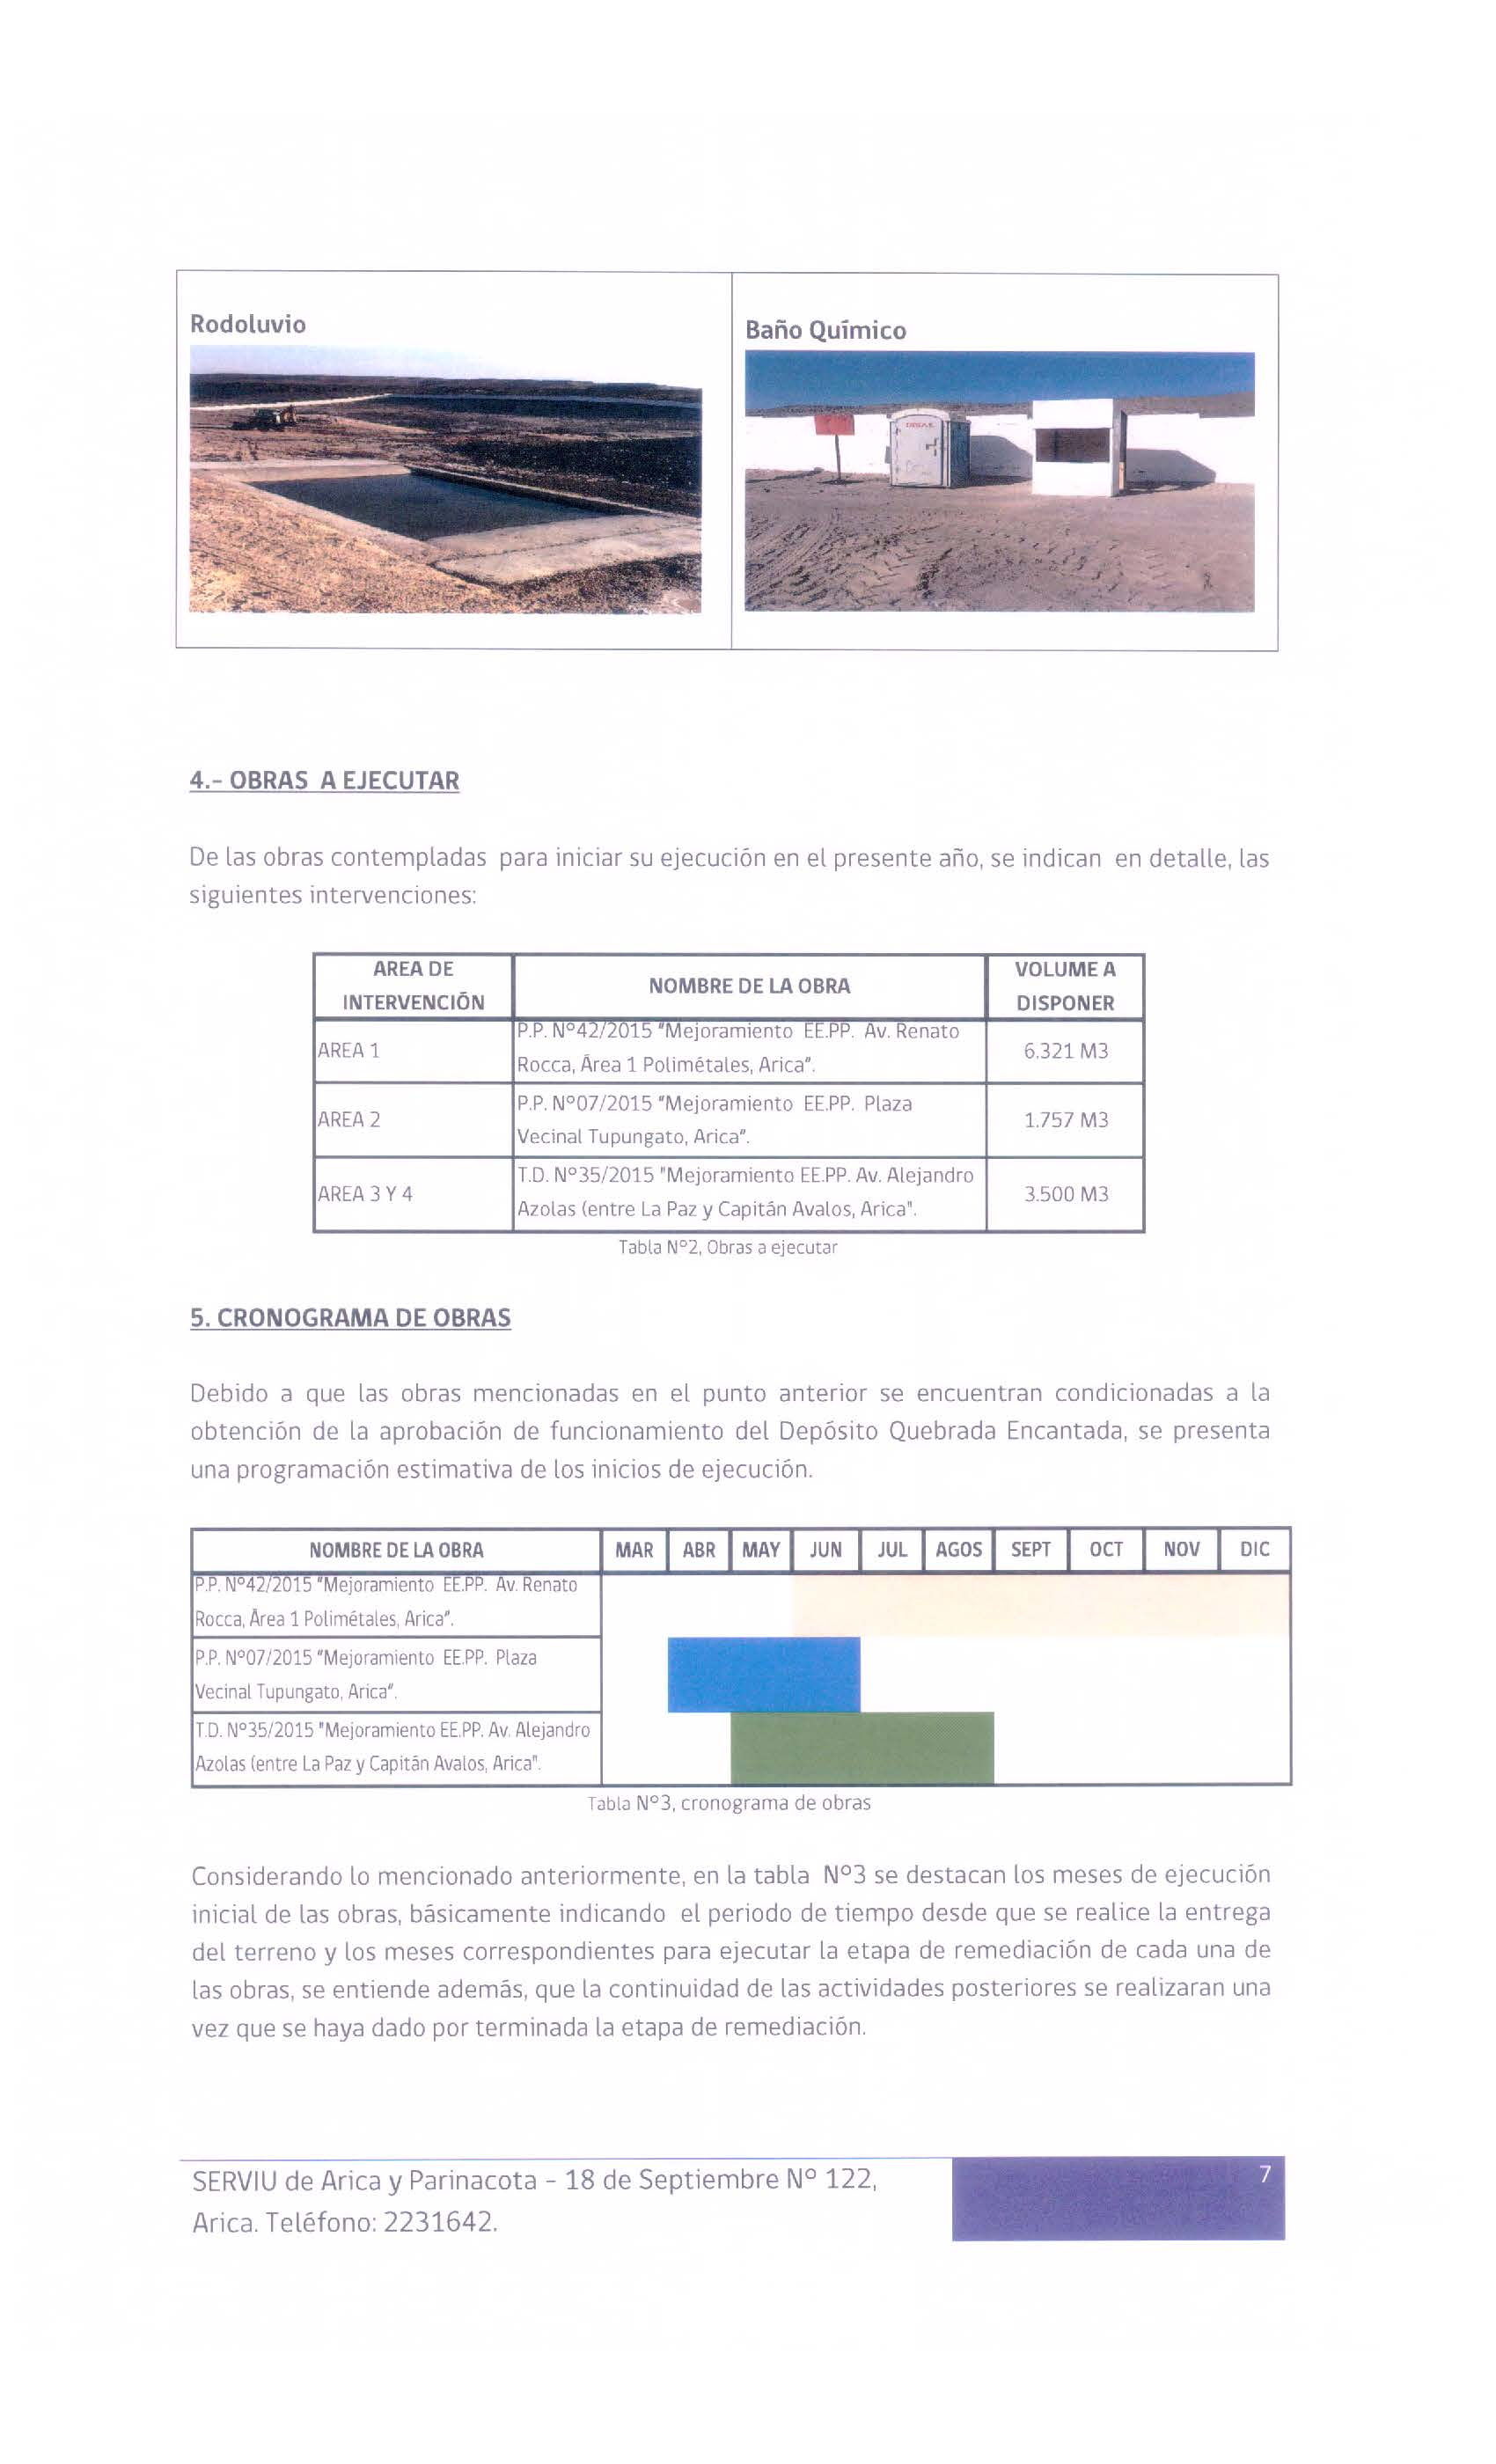 Rodoluvio
Baño Químico
4.- OBRAS A EJECUTAR
De las obras contempladas para iniciar su ejecución en el presente año, se indican en detalle, las
siguientes intervenciones:
AREA DE
INTERVENCIÓN
NOMBRE DE LA OBRA
VOLUME A
DISPONER
AREA 1
P.P. N°42/2015 "Mejoramiento EE.PP. Av. Renato
Rocca, Área 1 Polimétales, Arica".
6.321 M3
AREA 2
P.P. N°07/2015 "Mejoramiento EE.PP. Plaza
Vecinal Tupungato, Arica".
1.757 M3
AREA 3 Y 4
T.D. N°35/2015 "Mejoramiento EE.PP. Av. Alejandro
Azolas (entre La Paz y Capitán Avalos, Arica".
3.500 M3
Tabla N°2, Obras a ejecutar
5. CRONOGRAMA DE OBRAS
Debido a que las obras mencionadas en el punto anterior se encuentran condicionadas a la
obtención de la aprobación de funcionamiento del Depósito Quebrada Encantada, se presenta
una programación estimativa de los inicios de ejecución.
NOMBRE DE LA OBRA MAR ABR MAY JUN JUL AGOS SEPT OCT NOV DIC
P.P. N°42/2015 "Mejoramiento EE.PP. Av. Renato
Rocca, Área 1 Polimétales, Arica".
P.P. N°07/2015 "Mejoramiento EE.PP. Plaza
Vecinal Tupungato, Arica".
T.D. N°35/2015 "Mejoramiento EE.PP. Av. Alejandro
Azolas (entre La Paz y Capitán Avalos, Arica".
Tabla N°3, cronograma de obras
Considerando lo mencionado anteriormente, en la tabla N°3 se destacan los meses de ejecución
inicial de las obras, básicamente indicando el periodo de tiempo desde que se realice la entrega
del terreno y los meses correspondientes para ejecutar la etapa de remediación de cada una de
las obras, se entiende además, que la continuidad de las actividades posteriores se realizaran una
vez que se haya dado por terminada la etapa de remediación.
SERVIU de Arica y Parinacota – 18 de Septiembre N° 122,
Arica. Teléfono: 2231642.
7